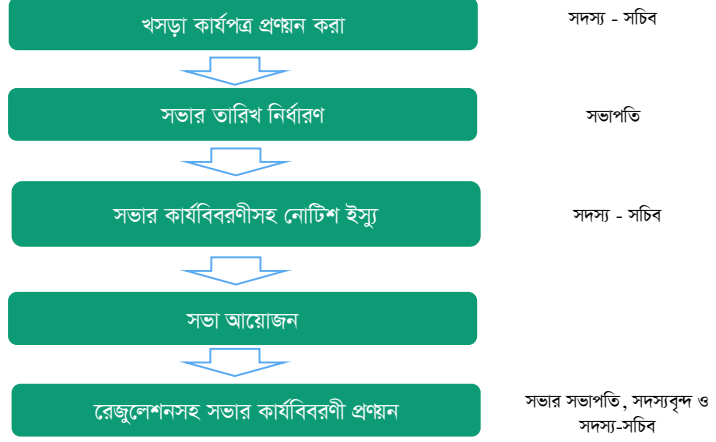 খসড়া কার্যপত্র প্রণয়ন করা
সদস্য - সচিব
সভার তারিখ নির্ধারণ
সভাপতি
সভার কার্যবিবরণীসহ নোটিশ ইস্যু
সদস্য - সচিব
সভা আয়োজন
রেজুলেশনসহ সভার কার্যবিবরণী প্রণয়ন
সভার সভাপতি, সদস্যবৃন্দ ও
সদস্য-সচিব